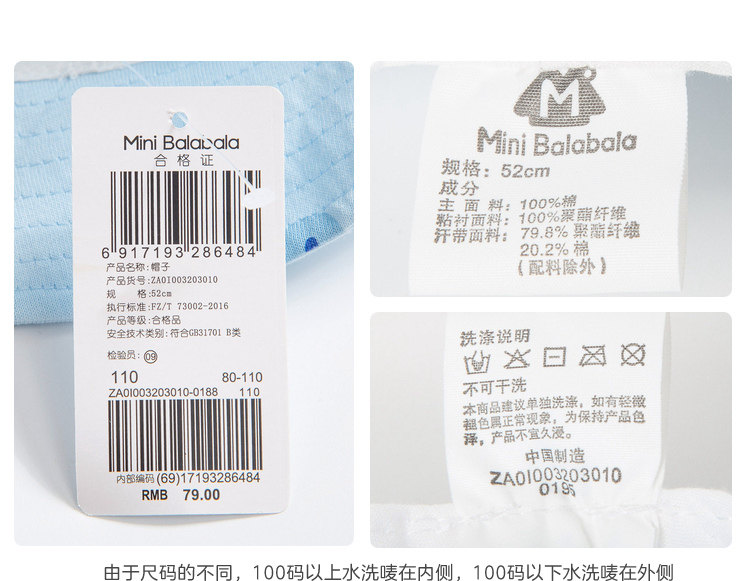 Mini Balabala
合格证
6 917193 286484
产品名称:帽子
产品货号:ZA0I003203010
规 格:52cm
执行标准:FZ/T 73002-2016
产品等级:合格品
安全技术类别:符合GB31701 B类
检验员: 09
110 80-110
ZA0I003203010-0188 110
内部编码(69)17193286484
RMB 79.00
M
Mini Balabala
规格:52cm
成分
主面料:100%棉
粘衬面料:100%聚酯纤维
汗带面料:79.8%聚酯纤维
20.2% 棉
(配料除外)
洗涤说明
不可干洗
本商品建议单独洗涤,如有轻微
褪色属正常现象,为保持产品色
泽,产品不宜久浸。
中国制造
ZA0I003203010
由于尺码的不同,100码以上水洗唛在内侧,100码以下水洗唛在外侧